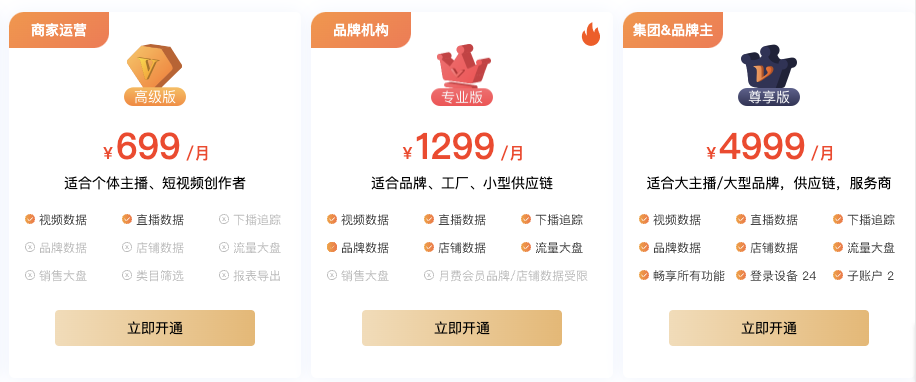 商家运营
高级版
¥699 /月
适合个体主播、短视频创作者
视频数据 直播数据 下播追踪
品牌数据 店铺数据 流量大盘
销售大盘 类目筛选 报表导出
立即开通
品牌机构
专业版
¥1299 /月
适合品牌、工厂、小型供应链
视频数据 直播数据 下播追踪
品牌数据 店铺数据 流量大盘
销售大盘 月费会员品牌/店铺数据受限
立即开通
集团&品牌主
尊享版
¥4999 /月
适合大主播/大型品牌，供应链，服务商
视频数据 直播数据 下播追踪
品牌数据 店铺数据 流量大盘
畅享所有功能 登录设备 24 子账户 2
立即开通